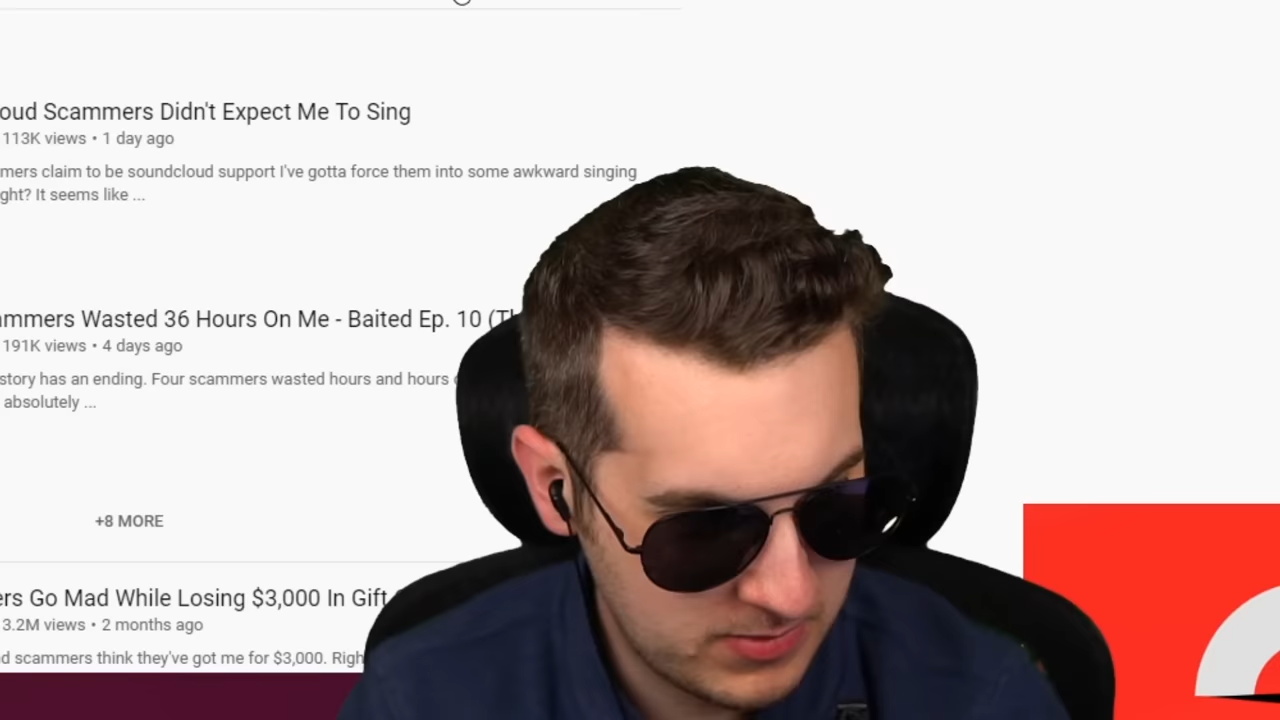 oud Scammers Didn't Expect Me To Sing
113K views • 1 day ago
mers claim to be soundcloud support I've gotta force them into some awkward singing
ght? It seems like ...
ammers Wasted 36 Hours On Me - Baited Ep. 10 (Th
191K views • 4 days ago
story has an ending. Four scammers wasted hours and hours
absolutely ...
+8 MORE
ers Go Mad While Losing $3,000 In Gift
3.2M views • 2 months ago
d scammers think they've got me for $3,000. Righ